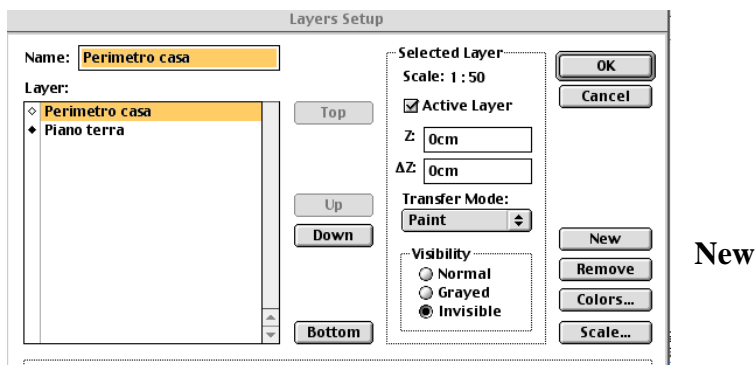 Layers Setup
Name: Perimetro casa
Layer:
Perimetro casa
Piano terra
Top
Up
Down
Bottom
Selected Layer
Scale: 1:50
Active Layer
Z: 0cm
ΔZ: 0cm
Transfer Mode:
Paint
Visibility
Normal
Grayed
Invisible
OK
Cancel
New
Remove
Colors...
Scale...
New